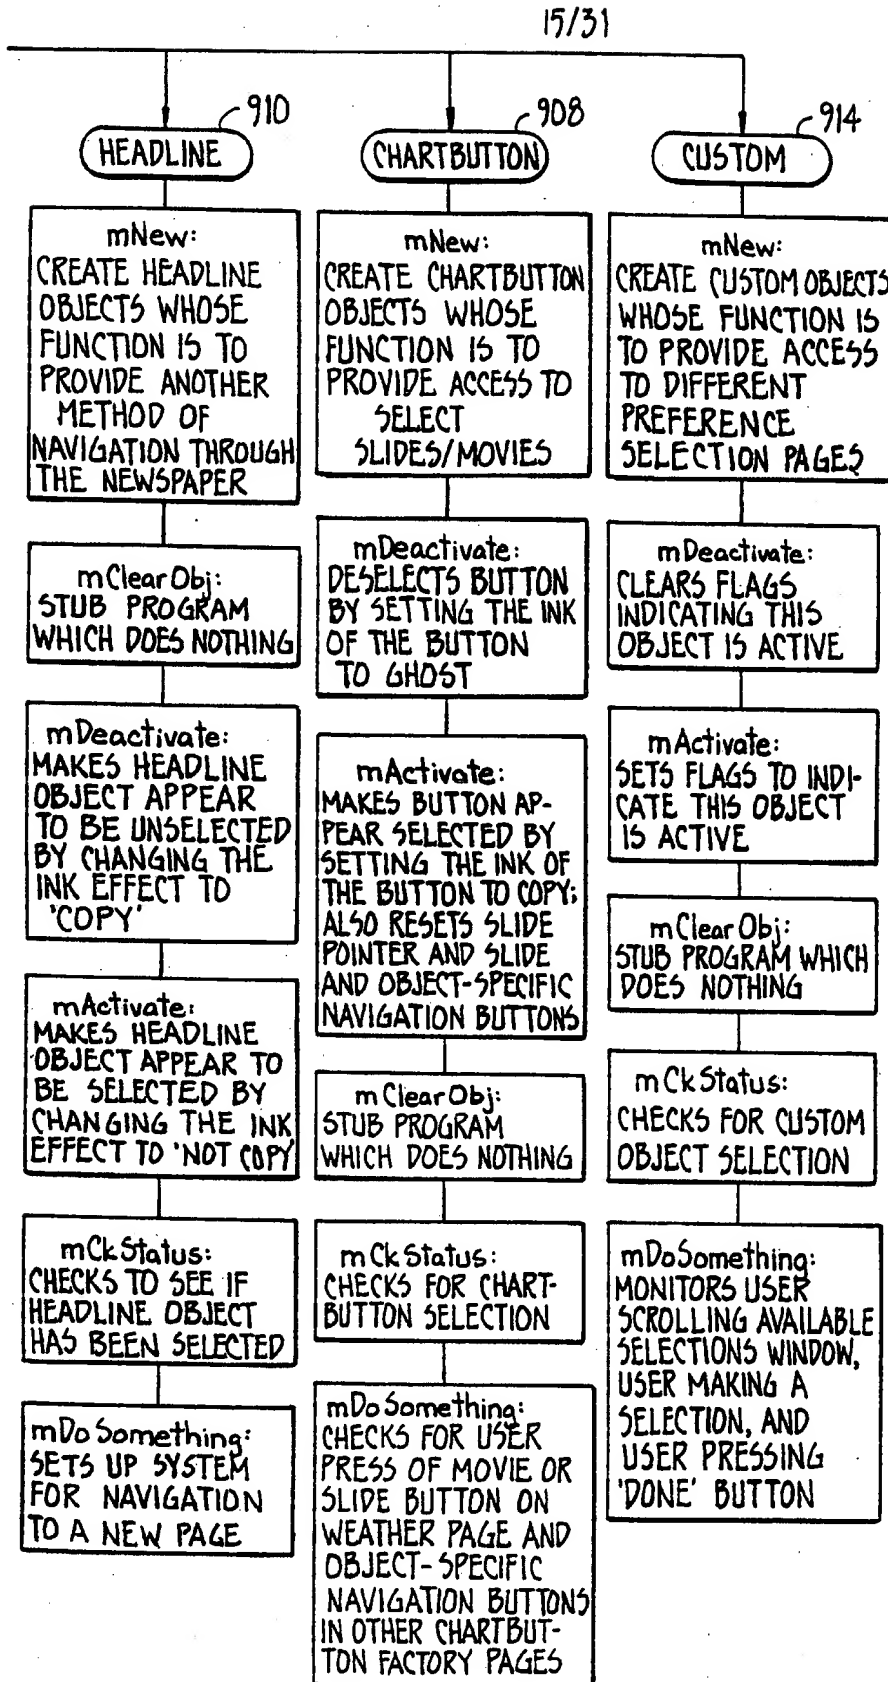 15/31
910
HEADLINE
mNew:
CREATE HEADLINE
OBJECTS WHOSE
FUNCTION IS TO
PROVIDE ANOTHER
METHOD OF
NAVIGATION THROUGH
THE NEWSPAPER
mClearObj:
STUB PROGRAM
WHICH DOES NOTHING
mDeactivate:
MAKES HEADLINE
OBJECT APPEAR
TO BE UNSELECTED
BY CHANGING THE
INK EFFECT TO
'COPY'
mActivate:
MAKES HEADLINE
OBJECT APPEAR TO
BE SELECTED BY
CHANGING THE INK
EFFECT TO 'NOT COPY
mCkStatus:
CHECKS TO SEE IF
HEADLINE OBJECT
HAS BEEN SELECTED
mDoSomething:
SETS UP SYSTEM
FOR NAVIGATION
TO A NEW PAGE
908
CHARTBUTTON
mNew:
CREATE CHARTBUTTON
OBJECTS WHOSE
FUNCTION IS TO
PROVIDE ACCESS TO
SELECT
SLIDES/MOVIES
mDeactivate:
DESELECTS BUTTON
BY SETTING THE INK
OF THE BUTTON
TO GHOST
mActivate:
MAKES BUTTON AP-
PEAR SELECTED BY
SETTING THE INK OF
THE BUTTON TO COPY;
ALSO RESETS SLIDE
POINTER AND SLIDE
AND OBJECT-SPECIFIC
NAVIGATION BUTTONS
mClearObj:
STUB PROGRAM
WHICH DOES NOTHING
mCkStatus:
CHECKS FOR CHART-
BUTTON SELECTION
mDoSomething:
CHECKS FOR USER
PRESS OF MOVIE OR
SLIDE BUTTON ON
WEATHER PAGE AND
OBJECT-SPECIFIC
NAVIGATION BUTTONS
IN OTHER CHARTBUT-
TON FACTORY PAGES
914
CUSTOM
mNew:
CREATE CUSTOM OBJECTS
WHOSE FUNCTION IS
TO PROVIDE ACCESS
TO DIFFERENT
PREFERENCE
SELECTION PAGES
mDeactivate:
CLEARS FLAGS
INDICATING THIS
OBJECT IS ACTIVE
mActivate:
SETS FLAGS TO INDI-
CATE THIS OBJECT
IS ACTIVE
mClearObj:
STUB PROGRAM WHICH
DOES NOTHING
mCkStatus:
CHECKS FOR CUSTOM
OBJECT SELECTION
mDoSomething:
MONITORS USER
SCROLLING AVAILABLE
SELECTIONS WINDOW,
USER MAKING A
SELECTION, AND
USER PRESSING
'DONE' BUTTON